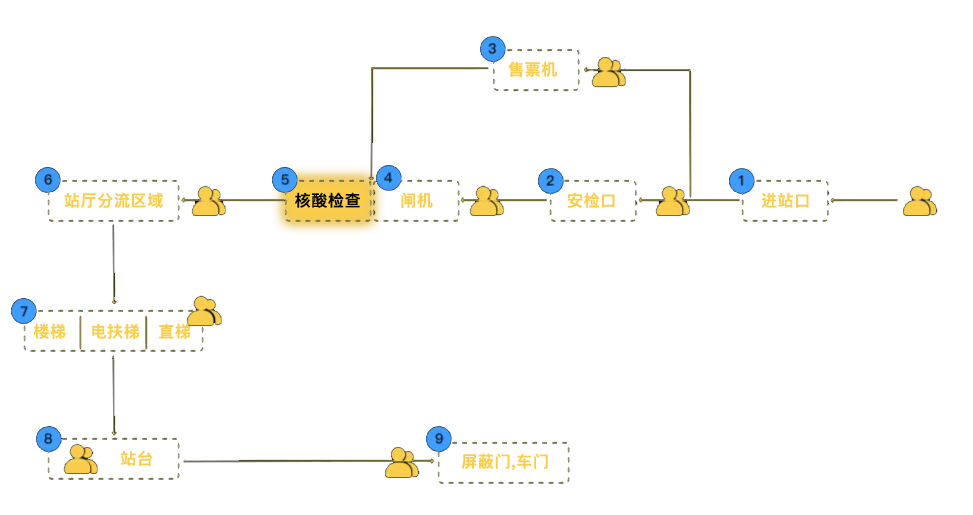 3
售票机
6
站厅分流区域
5
核酸检查
4
闸机
2
安检口
1
进站口
7
楼梯
电扶梯
直梯
8
站台
9
屏蔽门,车门